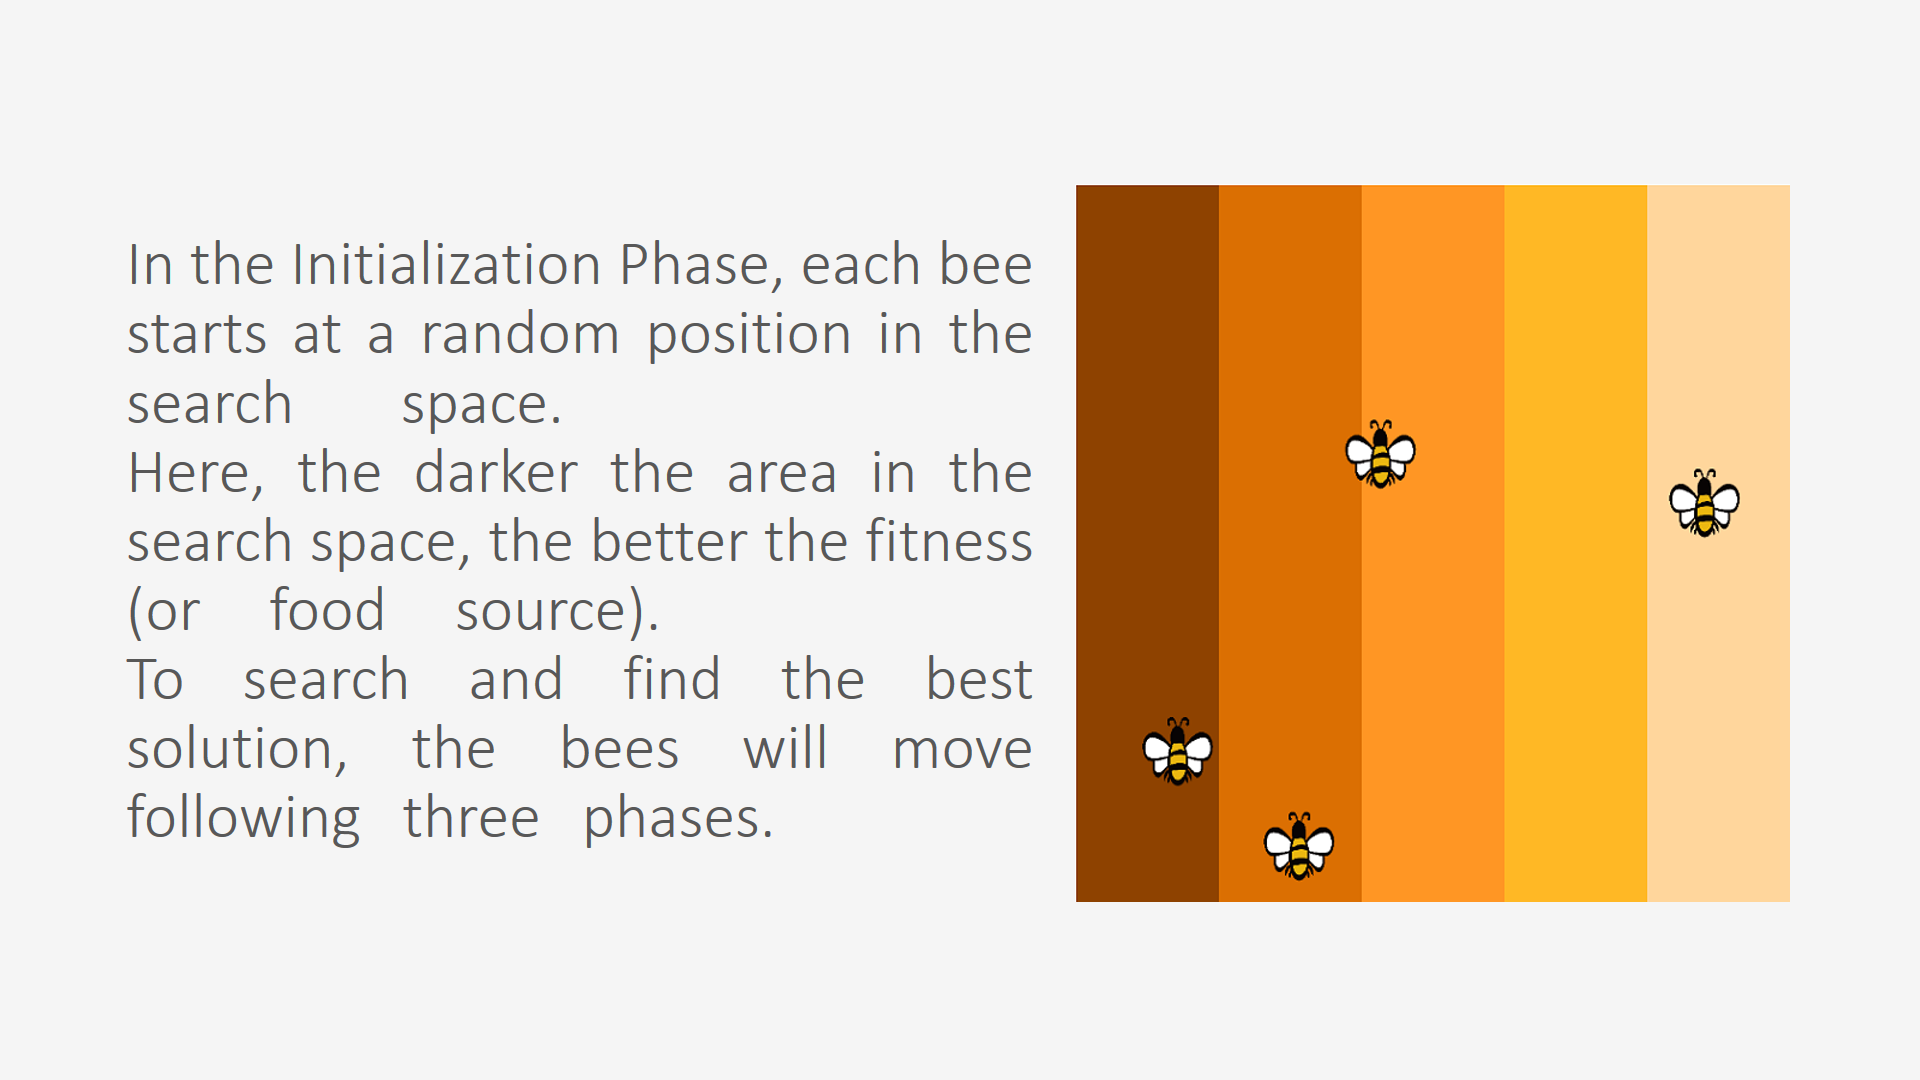 In the Initialization Phase, each bee
starts at a random position in the
search space.
Here, the darker the area in the
search space, the better the fitness
(or food source).
To search and find the best
solution, the bees will move
following three phases.